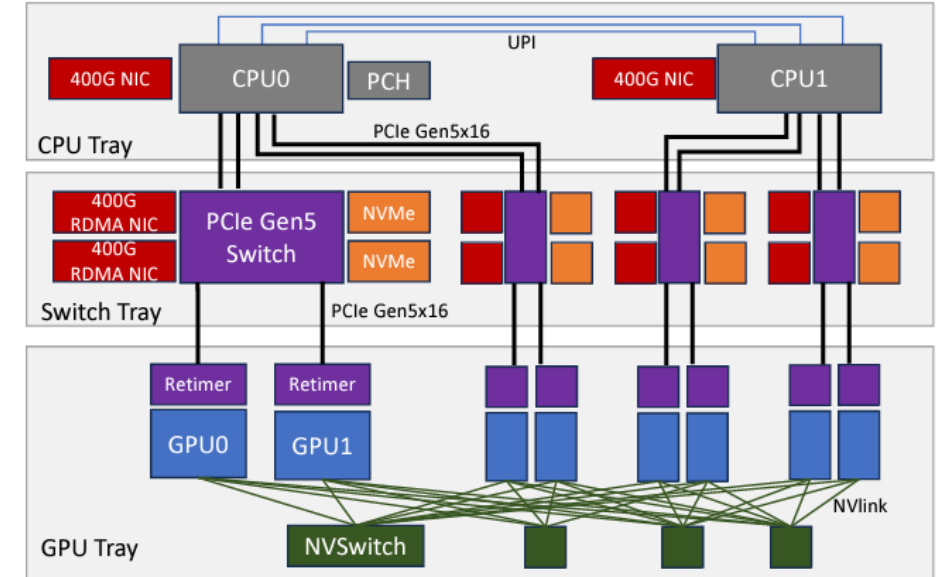 UPI
400G NIC
CPU0
PCH
400G NIC
CPU1
PCIe Gen5x16
CPU Tray
400G
RDMA NIC
400G
RDMA NIC
PCIe Gen5
Switch
NVMe
NVMe
Switch Tray
PCIe Gen5x16
Retimer
Retimer
GPU0
GPU1
NVlink
NVSwitch
GPU Tray